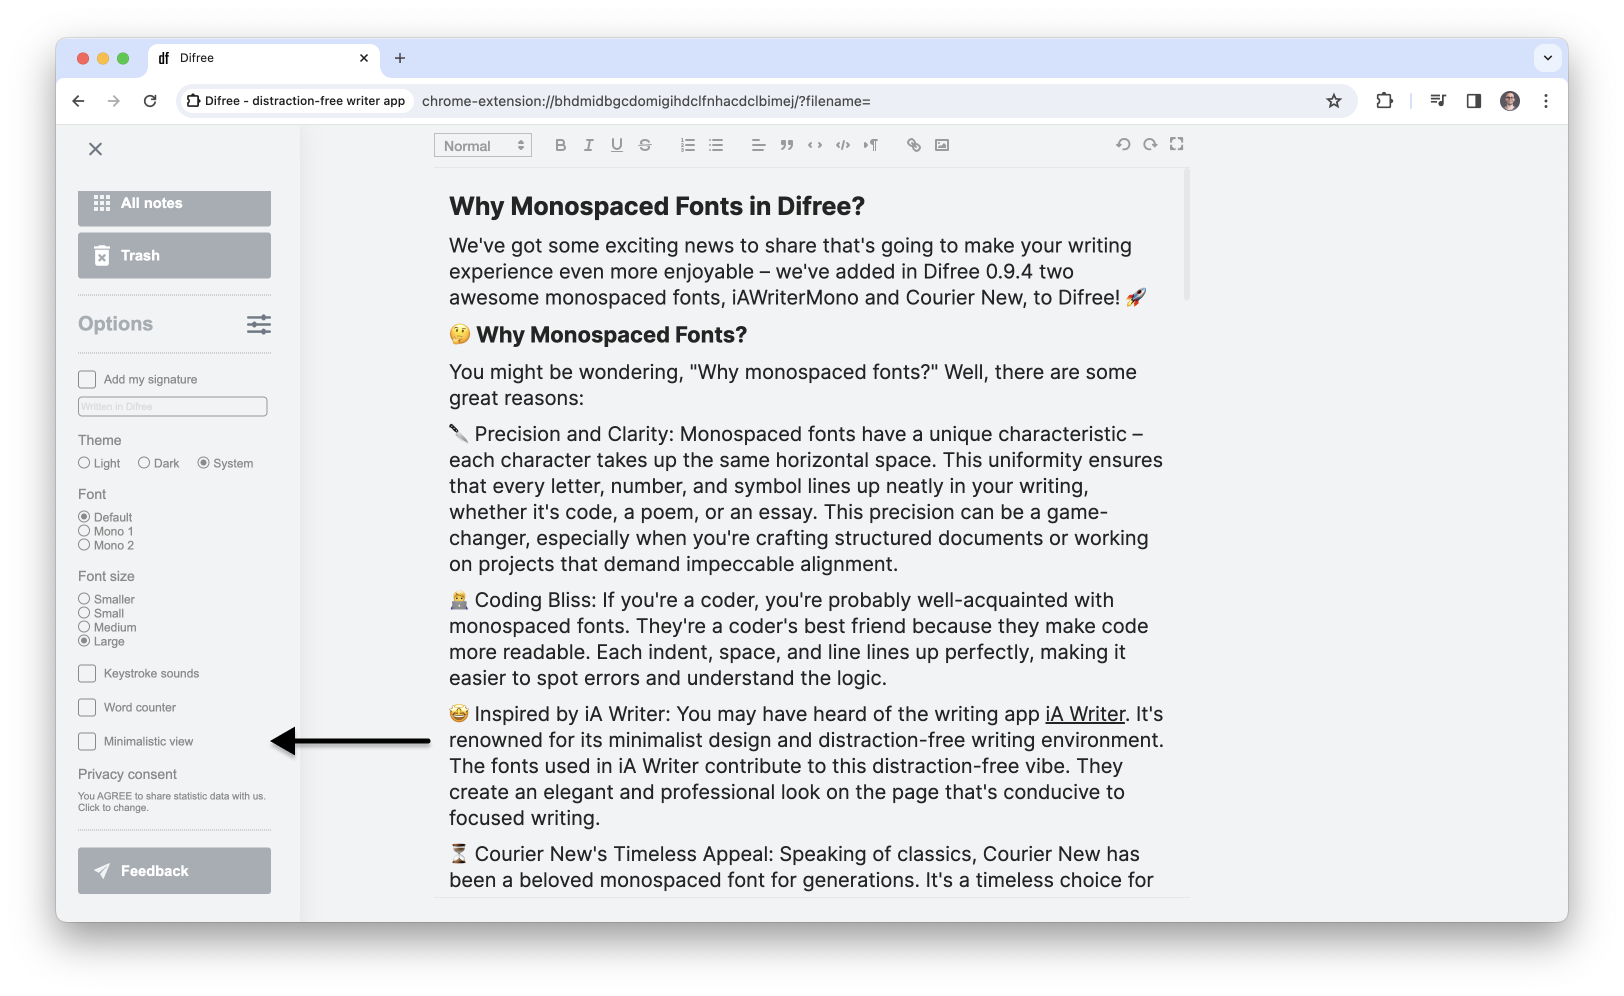 df Difree
Difree - distraction-free writer app chrome-extension://bhdmidbgcdomigihdclfnhacdclbimej/?filename=
All notes
Trash
Options
Add my signature
Written in Difree
Theme
Light Dark System
Font
Default
Mono 1
Mono 2
Font size
Smaller
Small
Medium
Large
Keystroke sounds
Word counter
Minimalistic view
Privacy consent
You AGREE to share statistic data with us.
Click to change.
Feedback
Normal B I U S
Why Monospaced Fonts in Difree?
We've got some exciting news to share that's going to make your writing
experience even more enjoyable – we've added in Difree 0.9.4 two
awesome monospaced fonts, iAWriterMono and Courier New, to Difree! 🚀
🤔 Why Monospaced Fonts?
You might be wondering, "Why monospaced fonts?" Well, there are some
great reasons:
🔪 Precision and Clarity: Monospaced fonts have a unique characteristic –
each character takes up the same horizontal space. This uniformity ensures
that every letter, number, and symbol lines up neatly in your writing,
whether it's code, a poem, or an essay. This precision can be a game-
changer, especially when you're crafting structured documents or working
on projects that demand impeccable alignment.
👩‍💻 Coding Bliss: If you're a coder, you're probably well-acquainted with
monospaced fonts. They're a coder's best friend because they make code
more readable. Each indent, space, and line lines up perfectly, making it
easier to spot errors and understand the logic.
🤩 Inspired by iA Writer: You may have heard of the writing app iA Writer. It's
renowned for its minimalist design and distraction-free writing environment.
The fonts used in iA Writer contribute to this distraction-free vibe. They
create an elegant and professional look on the page that's conducive to
focused writing.
⏳ Courier New's Timeless Appeal: Speaking of classics, Courier New has
been a beloved monospaced font for generations. It's a timeless choice for